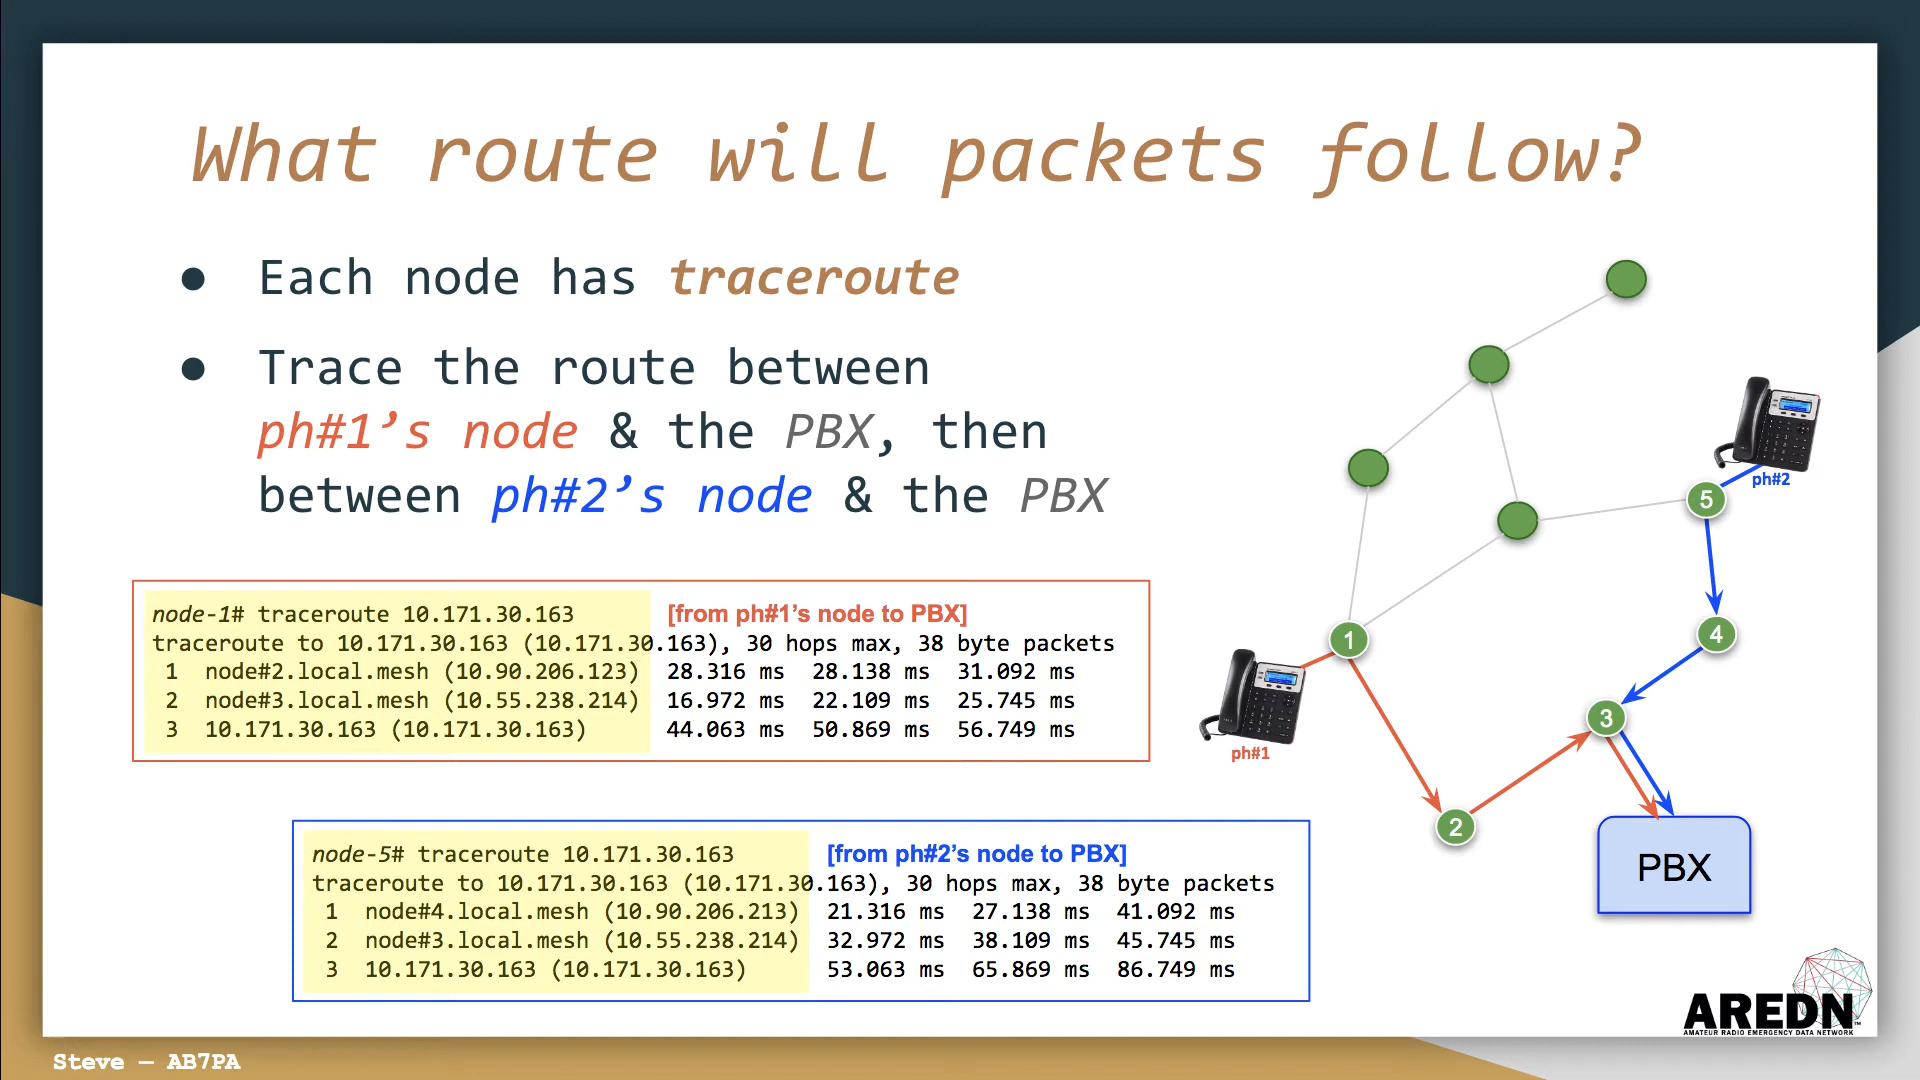 What route will packets follow?
● Each node has traceroute
● Trace the route between
ph#1’s node & the PBX, then
between ph#2’s node & the PBX
node-1# traceroute 10.171.30.163 [from ph#1’s node to PBX]
traceroute to 10.171.30.163 (10.171.30.163), 30 hops max, 38 byte packets
1 node#2.local.mesh (10.90.206.123) 28.316 ms 28.138 ms 31.092 ms
2 node#3.local.mesh (10.55.238.214) 16.972 ms 22.109 ms 25.745 ms
3 10.171.30.163 (10.171.30.163) 44.063 ms 50.869 ms 56.749 ms
node-5# traceroute 10.171.30.163 [from ph#2’s node to PBX]
traceroute to 10.171.30.163 (10.171.30.163), 30 hops max, 38 byte packets
1 node#4.local.mesh (10.90.206.213) 21.316 ms 27.138 ms 41.092 ms
2 node#3.local.mesh (10.55.238.214) 32.972 ms 38.109 ms 45.745 ms
3 10.171.30.163 (10.171.30.163) 53.063 ms 65.869 ms 86.749 ms
ph#2
5
4
1
3
ph#1
2
PBX
AREDN™
AMATEUR RADIO EMERGENCY DATA NETWORK
Steve – AB7PA